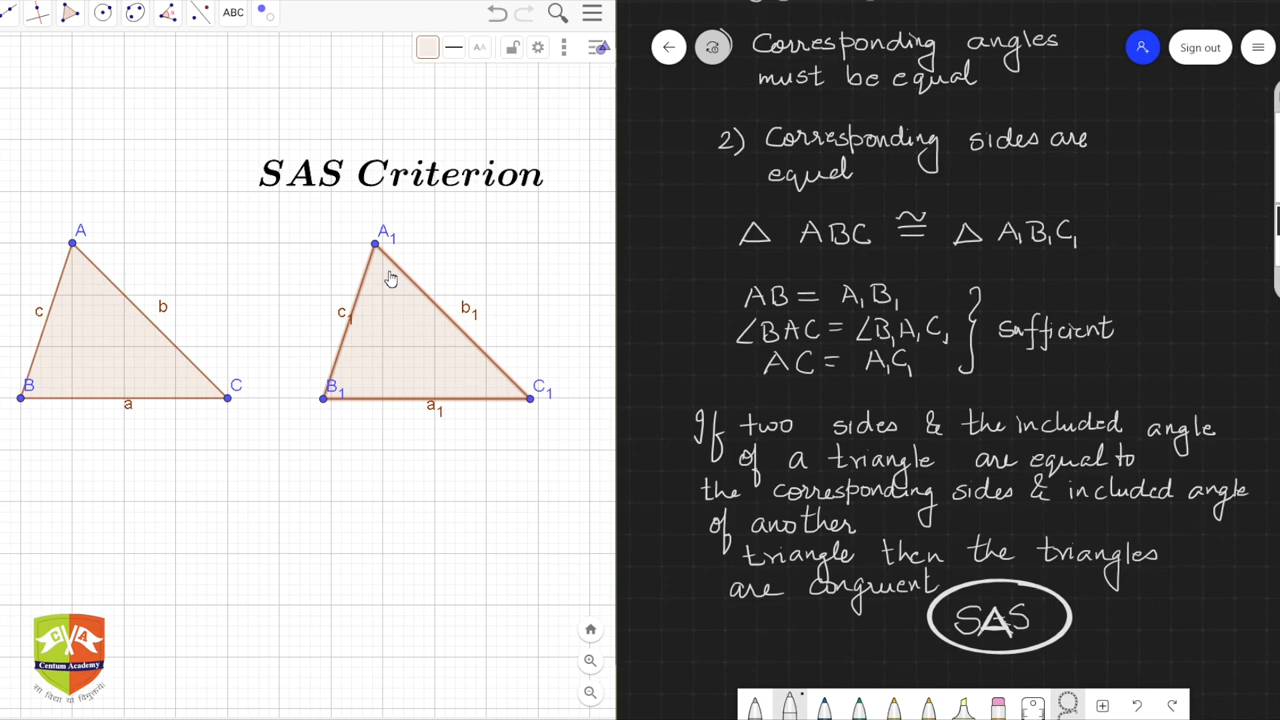 ABC
SAS Criterion
A
c
b
B
a
C
A1
c1
b1
B1
a1
C1
C A
Centum Academy
सा विद्या या विमुक्तये
AA
Sign out
1) Corresponding angles
must be equal
2) Corresponding sides are
equal
△ ABC ≅ △ A₁B₁C₁
AB = A₁B₁
∠BAC = ∠B₁A₁C₁
AC = A₁C₁
} sufficient
If two sides & the included angle
of a triangle are equal to
the corresponding sides & included angle
of another
triangle then the triangles
are congruent
SAS